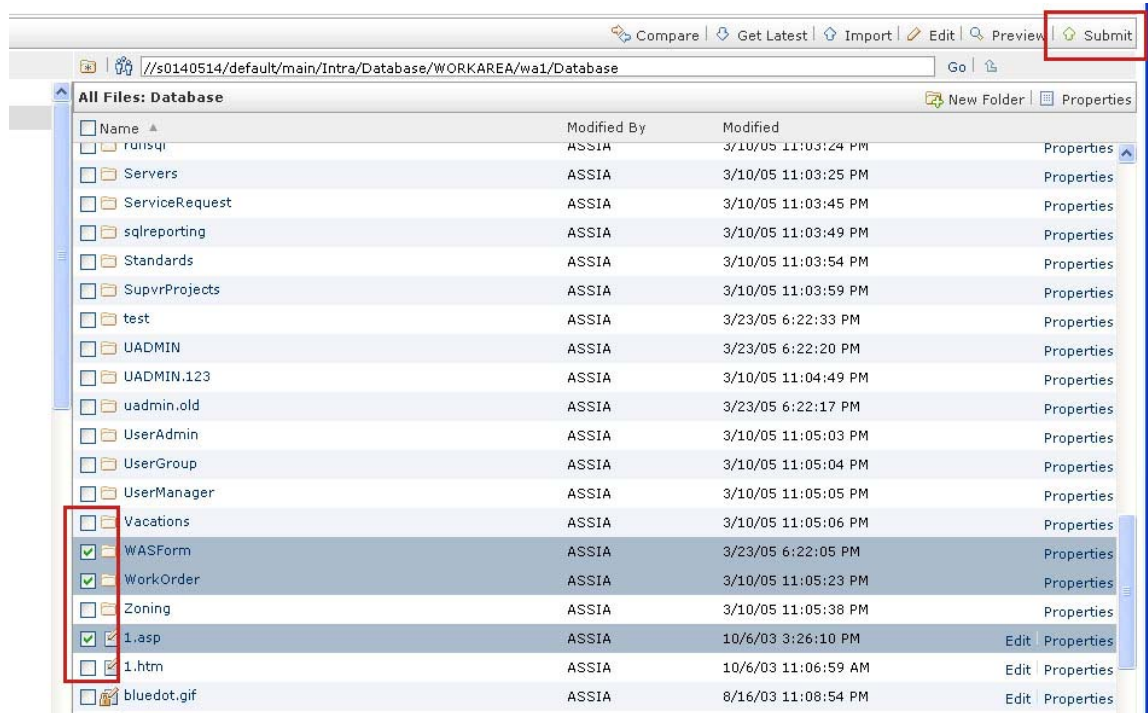 Compare | Get Latest | Import | Edit | Preview | Submit
//s0140514/default/main/Intra/Database/WORKAREA/wa1/Database Go
All Files: Database New Folder | Properties
Name Modified By Modified
runsql ASSIA 3/10/05 11:03:24 PM Properties
Servers ASSIA 3/10/05 11:03:25 PM Properties
ServiceRequest ASSIA 3/10/05 11:03:45 PM Properties
sqlreporting ASSIA 3/10/05 11:03:49 PM Properties
Standards ASSIA 3/10/05 11:03:54 PM Properties
SupvrProjects ASSIA 3/10/05 11:03:59 PM Properties
test ASSIA 3/23/05 6:22:33 PM Properties
UADMIN ASSIA 3/23/05 6:22:20 PM Properties
UADMIN.123 ASSIA 3/10/05 11:04:49 PM Properties
uadmin.old ASSIA 3/23/05 6:22:17 PM Properties
UserAdmin ASSIA 3/10/05 11:05:03 PM Properties
UserGroup ASSIA 3/10/05 11:05:04 PM Properties
UserManager ASSIA 3/10/05 11:05:05 PM Properties
Vacations ASSIA 3/10/05 11:05:06 PM Properties
WASForm ASSIA 3/23/05 6:22:05 PM Properties
WorkOrder ASSIA 3/10/05 11:05:23 PM Properties
Zoning ASSIA 3/10/05 11:05:38 PM Properties
1.asp ASSIA 10/6/03 3:26:10 PM Edit | Properties
1.htm ASSIA 10/6/03 11:06:59 AM Edit | Properties
bluedot.gif ASSIA 8/16/03 11:08:54 PM Edit | Properties